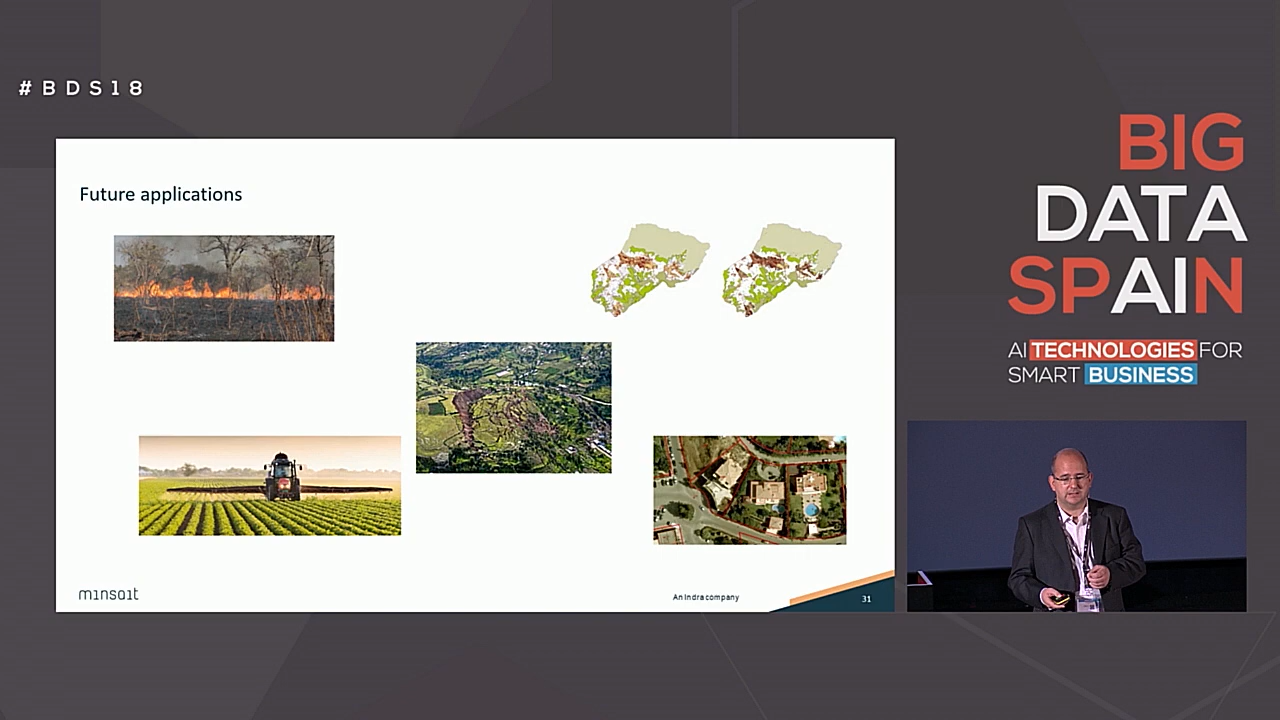 #BDS18
Future applications
minsait
An Indra company
31
BIG
DATA
SPAIN
AI TECHNOLOGIES FOR
SMART BUSINESS